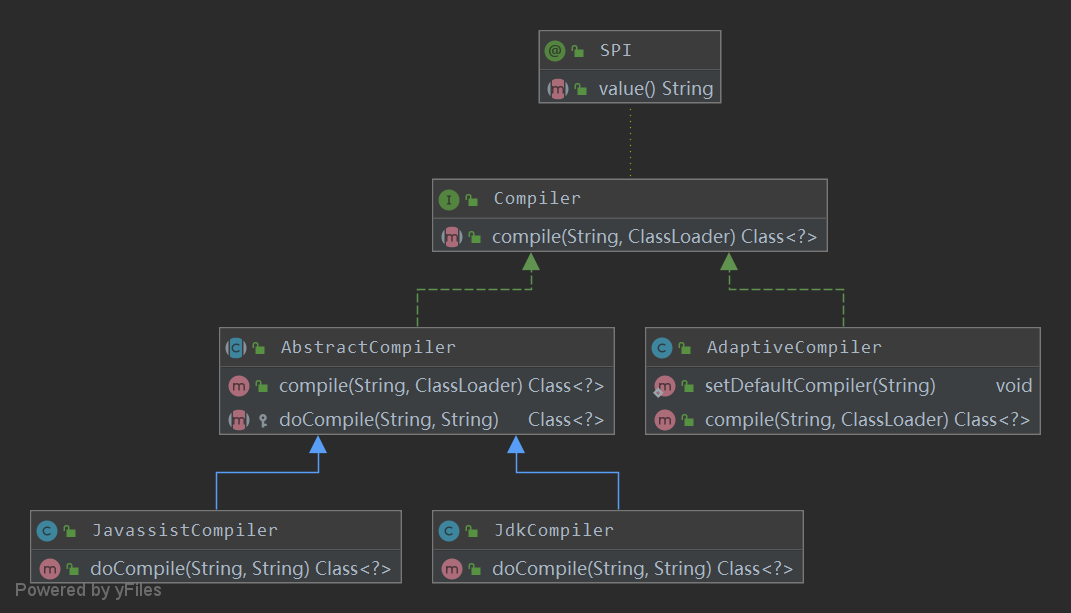 SPI
value() String
Compiler
compile(String, ClassLoader) Class<?>
AbstractCompiler
compile(String, ClassLoader) Class<?>
doCompile(String, String) Class<?>
AdaptiveCompiler
setDefaultCompiler(String) void
compile(String, ClassLoader) Class<?>
JavassistCompiler
doCompile(String, String) Class<?>
JdkCompiler
doCompile(String, String) Class<?>
Powered by yFiles